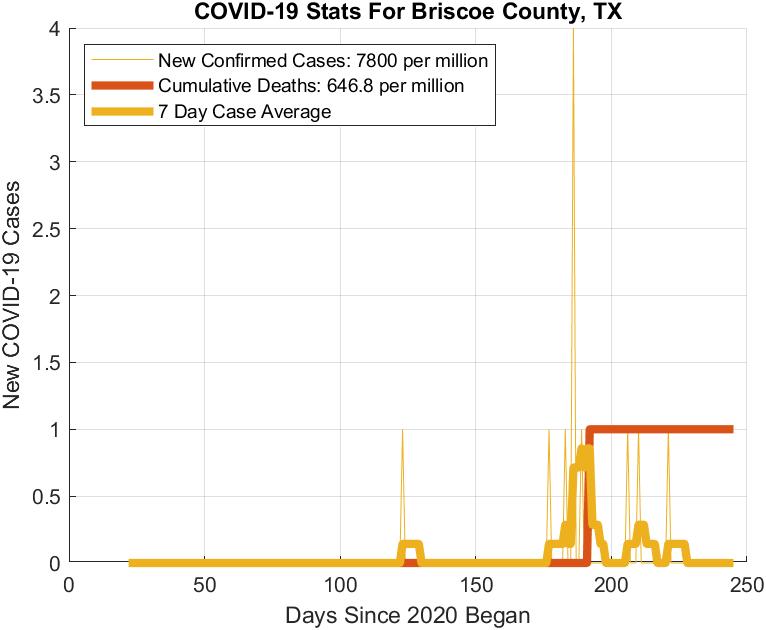 COVID-19 Stats For Briscoe County, TX
New Confirmed Cases: 7800 per million
Cumulative Deaths: 646.8 per million
7 Day Case Average
New COVID-19 Cases
4
3.5
3
2.5
2
1.5
1
0.5
0
0 50 100 150 200 250
Days Since 2020 Began